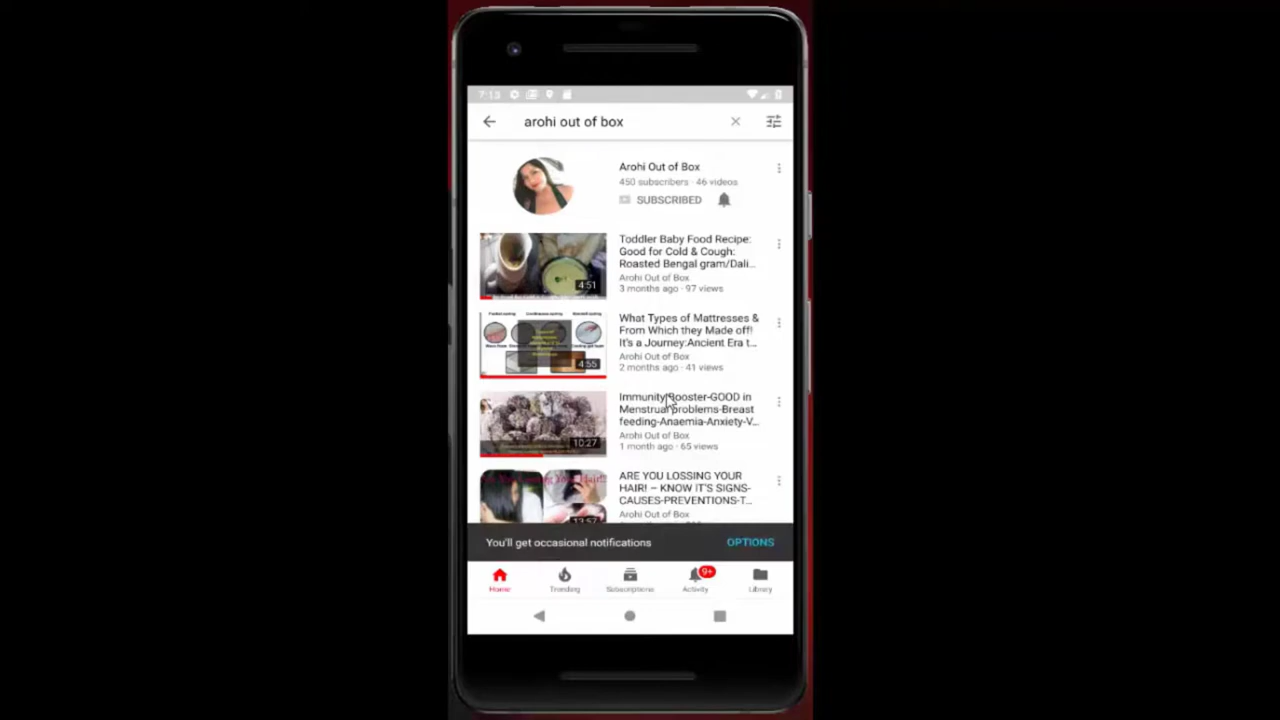 7:13
arohi out of box
Arohi Out of Box
450 subscribers · 46 videos
SUBSCRIBED
Toddler Baby Food Recipe:
Good for Cold & Cough:
Roasted Bengal gram/Dali...
Arohi Out of Box
3 months ago · 97 views
4:51
What Types of Mattresses &
From Which they Made off!
It's a Journey:Ancient Era t...
Arohi Out of Box
2 months ago · 41 views
4:55
Immunity Booster-GOOD in
Menstrual problems-Breast
feeding-Anaemia-Anxiety-V...
Arohi Out of Box
1 month ago · 65 views
10:27
ARE YOU LOSSING YOUR
HAIR! – KNOW IT'S SIGNS-
CAUSES-PREVENTIONS-T...
Arohi Out of Box
13:57
You'll get occasional notifications
OPTIONS
9+
Home
Trending
Subscriptions
Activity
Library